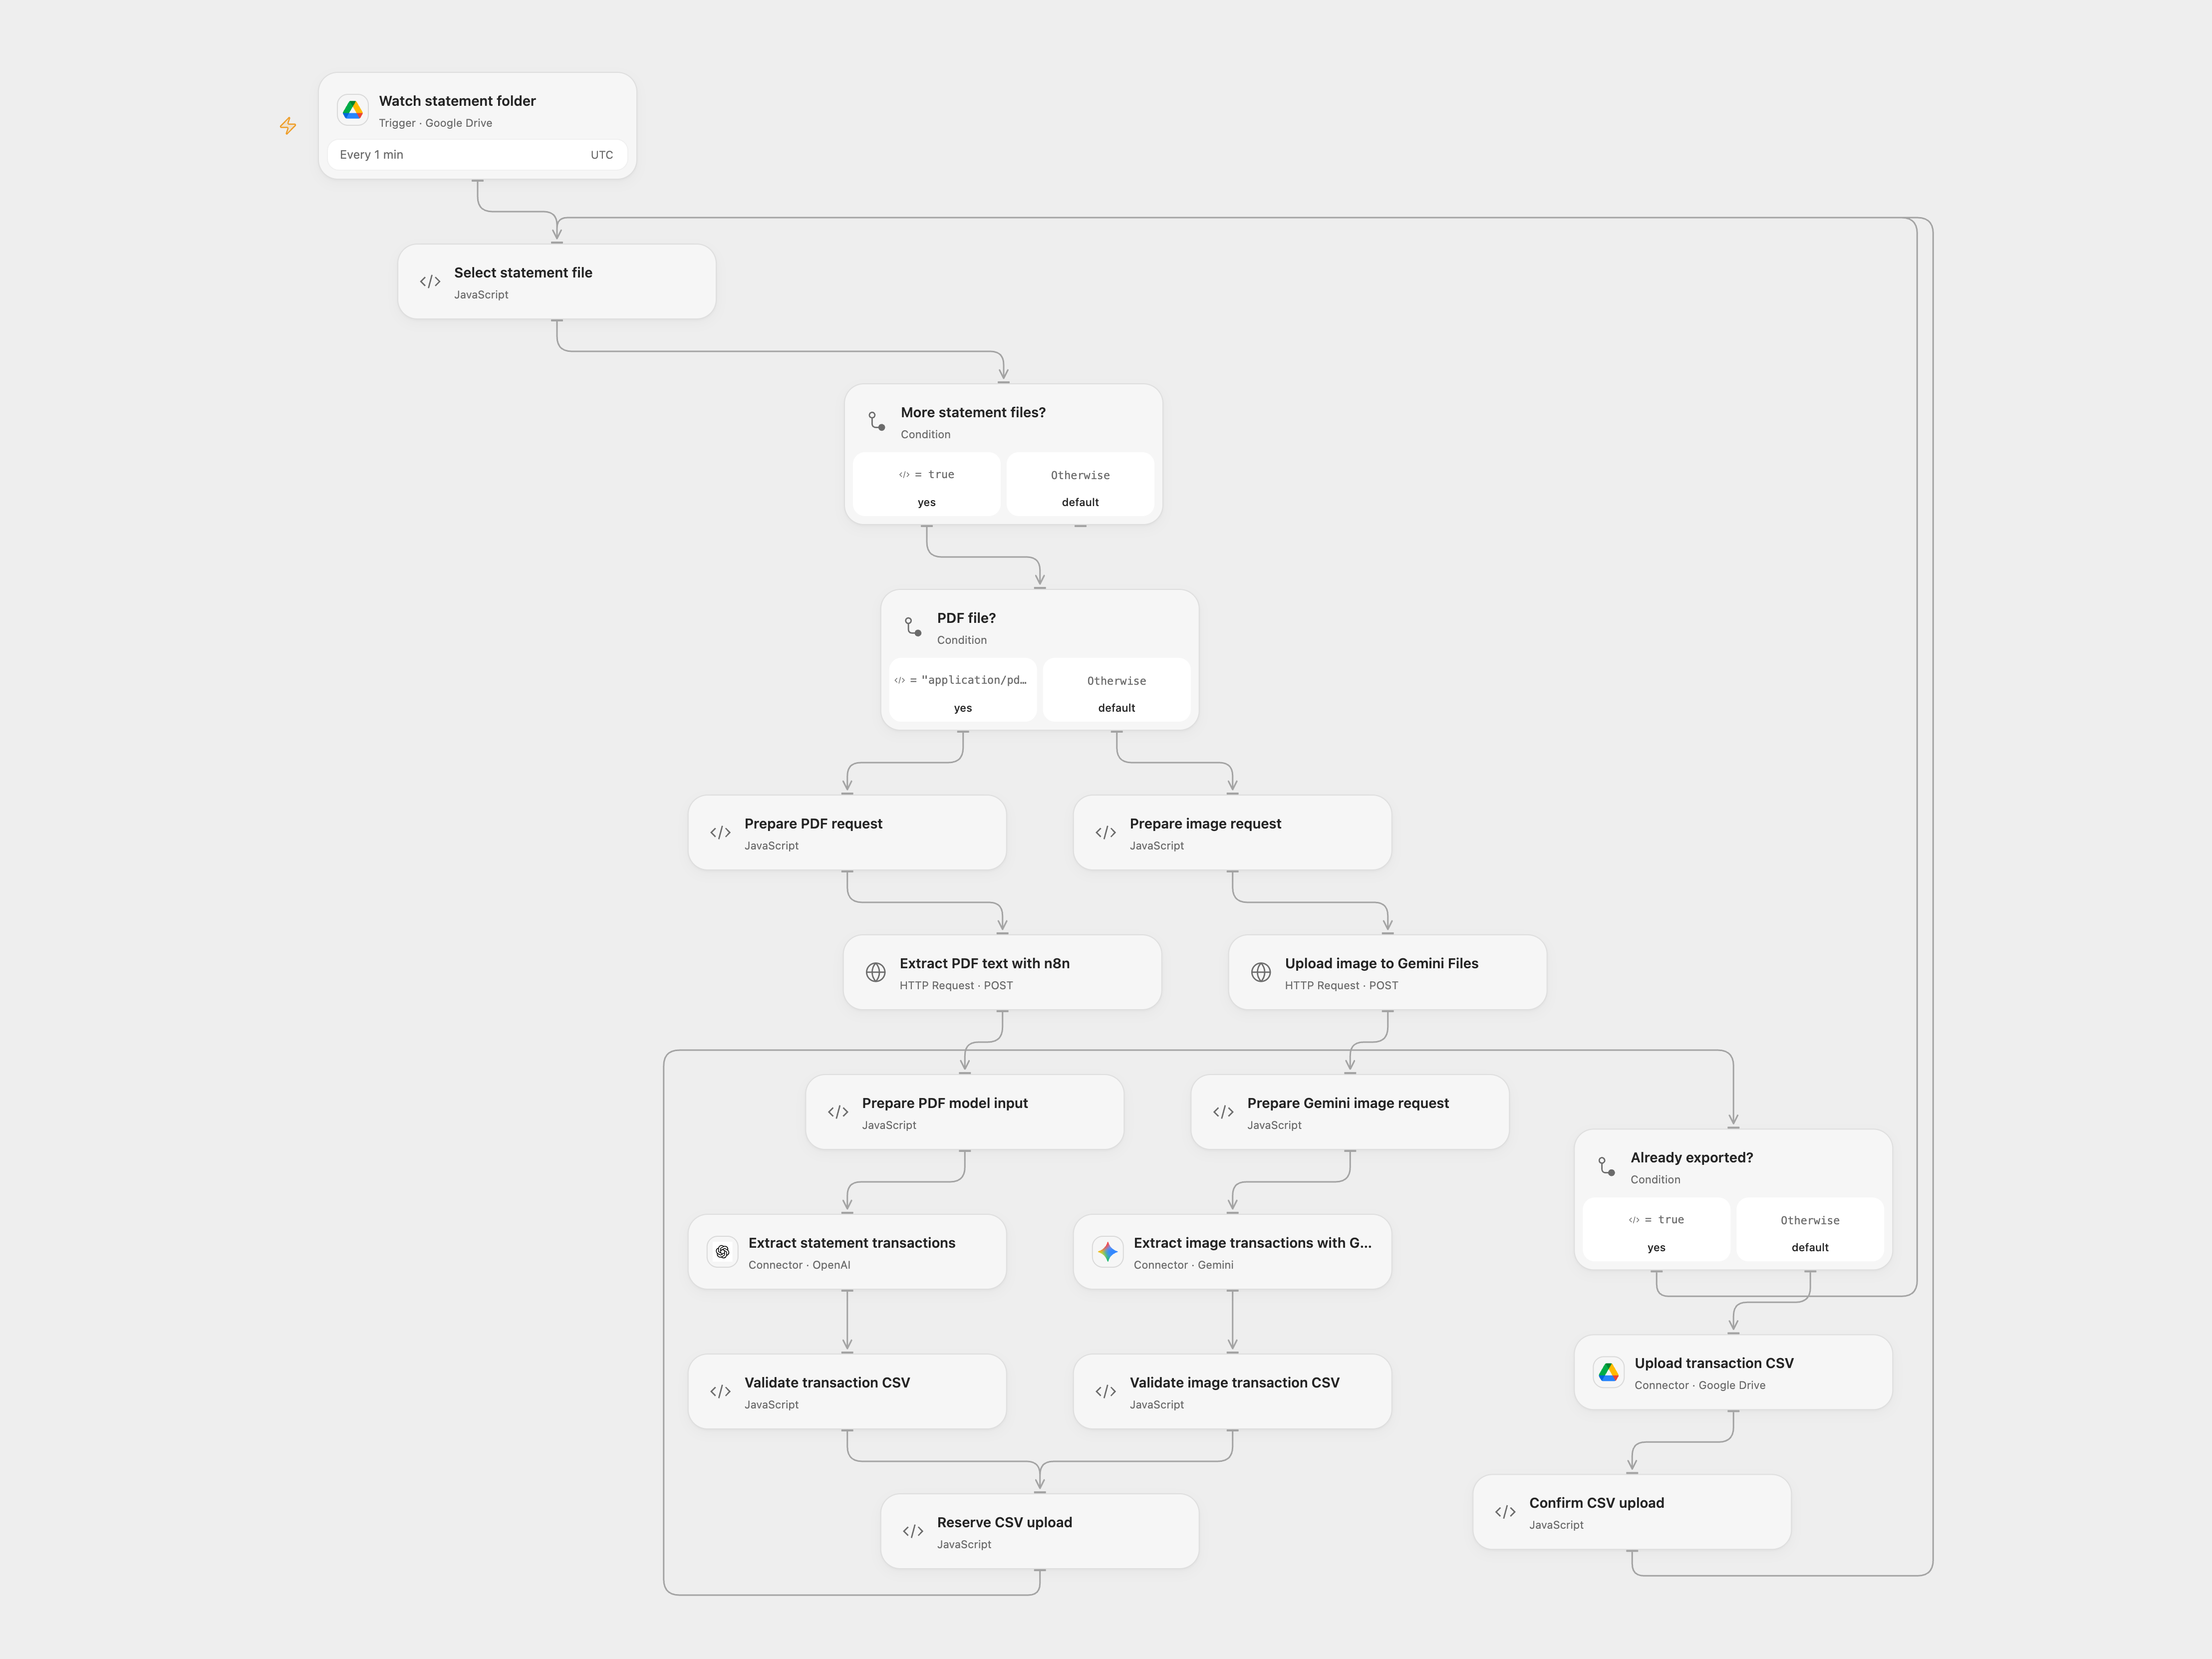 Watch statement folder
Trigger · Google Drive
Every 1 min UTC
Select statement file
JavaScript
More statement files?
Condition
</> = true Otherwise
yes default
PDF file?
Condition
</> = "application/pd… Otherwise
yes default
Prepare PDF request
JavaScript
Prepare image request
JavaScript
Extract PDF text with n8n
HTTP Request · POST
Upload image to Gemini Files
HTTP Request · POST
Prepare PDF model input
JavaScript
Prepare Gemini image request
JavaScript
Already exported?
Condition
</> = true Otherwise
yes default
Extract statement transactions
Connector · OpenAI
Extract image transactions with G...
Connector · Gemini
Upload transaction CSV
Connector · Google Drive
Validate transaction CSV
JavaScript
Validate image transaction CSV
JavaScript
Confirm CSV upload
JavaScript
Reserve CSV upload
JavaScript